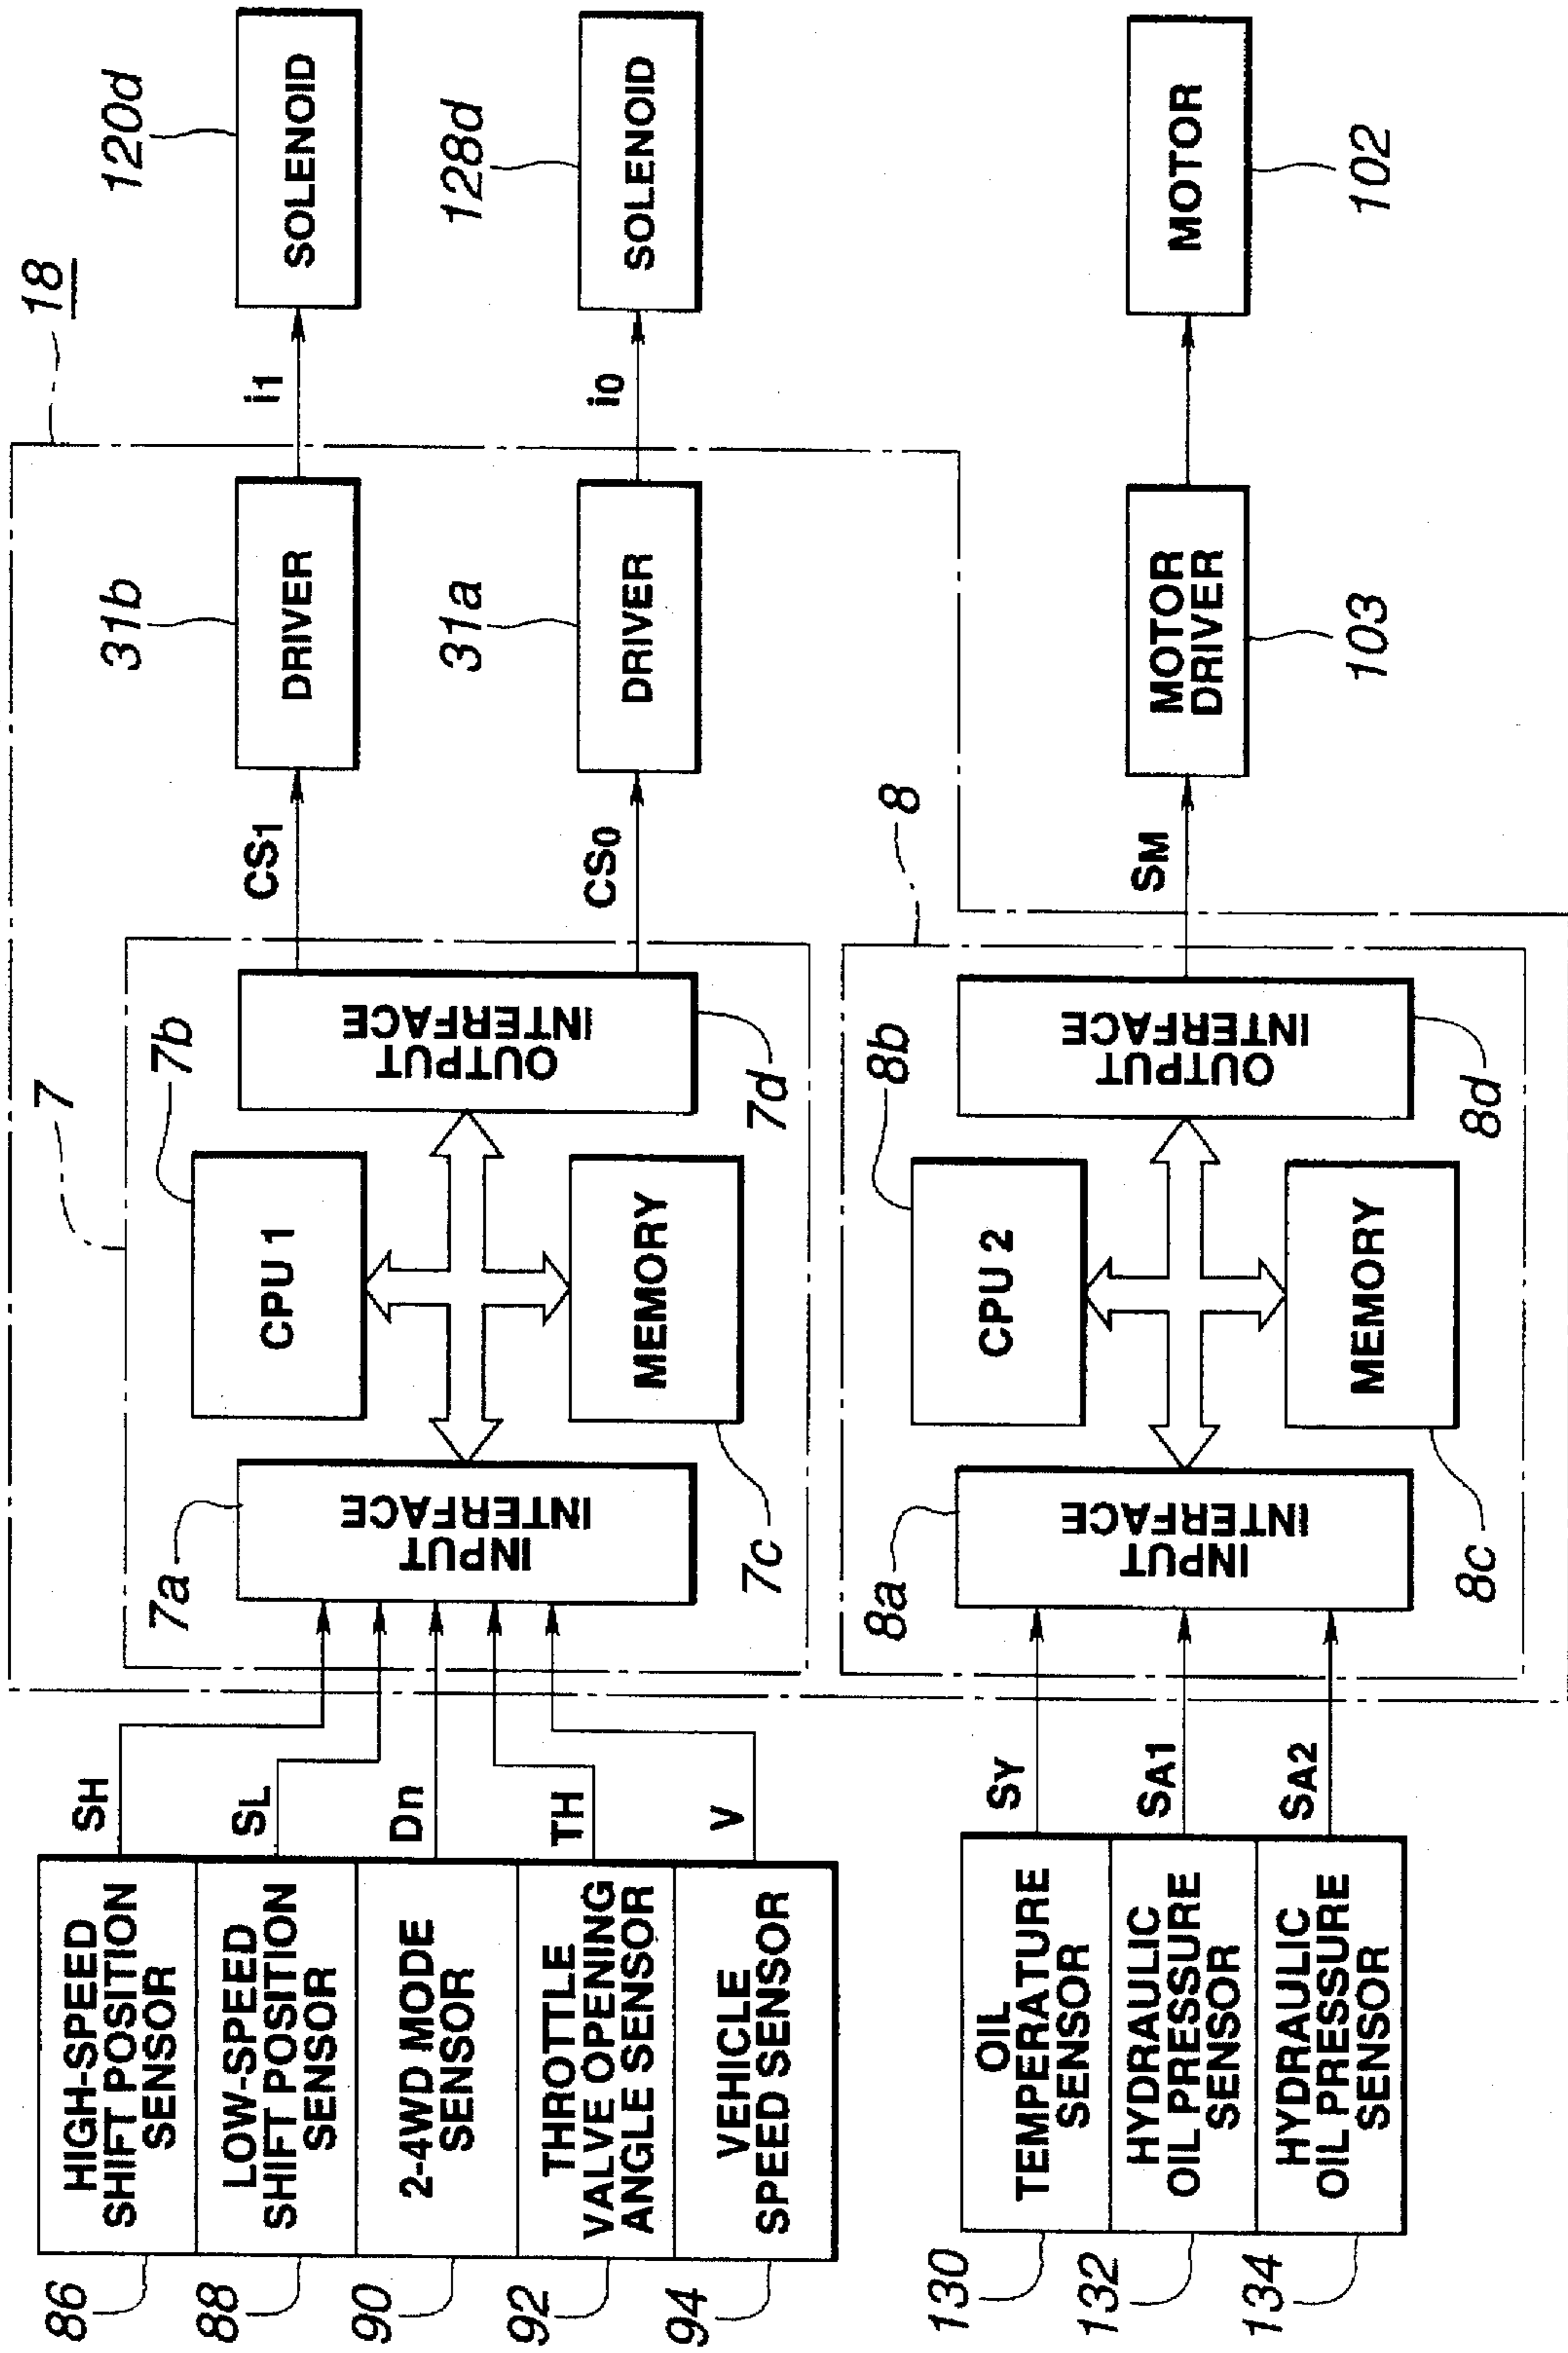 86
HIGH-SPEED
SHIFT POSITION
SENSOR
SH
88
LOW-SPEED
SHIFT POSITION
SENSOR
SL
90
2-4WD MODE
SENSOR
Dn
92
THROTTLE
VALVE OPENING
ANGLE SENSOR
TH
94
VEHICLE
SPEED SENSOR
V
18
7
7a
INPUT
INTERFACE
7b
CPU 1
7c
MEMORY
7d
OUTPUT
INTERFACE
CS1
31b
DRIVER
i1
120d
SOLENOID
CS0
31a
DRIVER
i0
128d
SOLENOID
130
OIL
TEMPERATURE
SENSOR
SY
132
HYDRAULIC
OIL PRESSURE
SENSOR
SA1
134
HYDRAULIC
OIL PRESSURE
SENSOR
SA2
8
8a
INPUT
INTERFACE
8b
CPU 2
8c
MEMORY
8d
OUTPUT
INTERFACE
SM
MOTOR
DRIVER
103
MOTOR
102